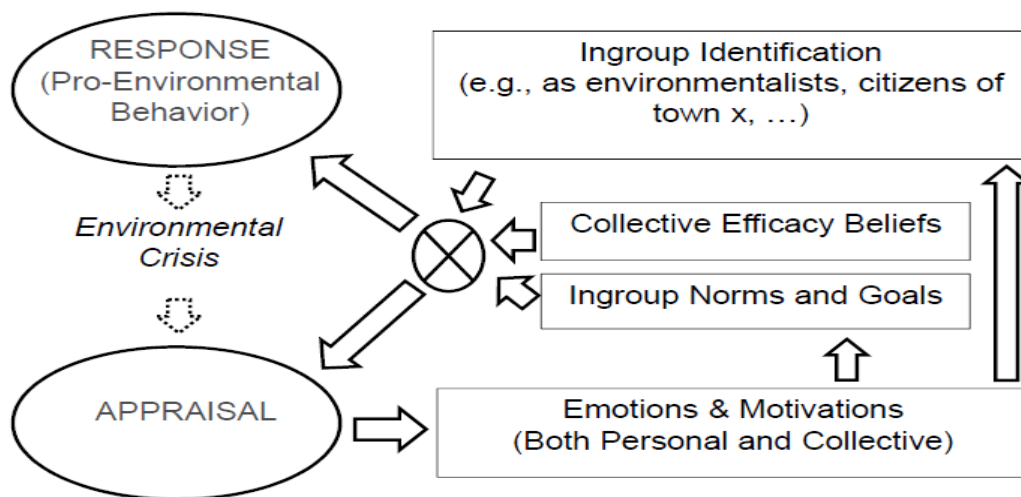 RESPONSE
(Pro-Environmental
Behavior)
Ingroup Identification
(e.g., as environmentalists, citizens of
town x, …)
Environmental
Crisis
Collective Efficacy Beliefs
Ingroup Norms and Goals
APPRAISAL
Emotions & Motivations
(Both Personal and Collective)